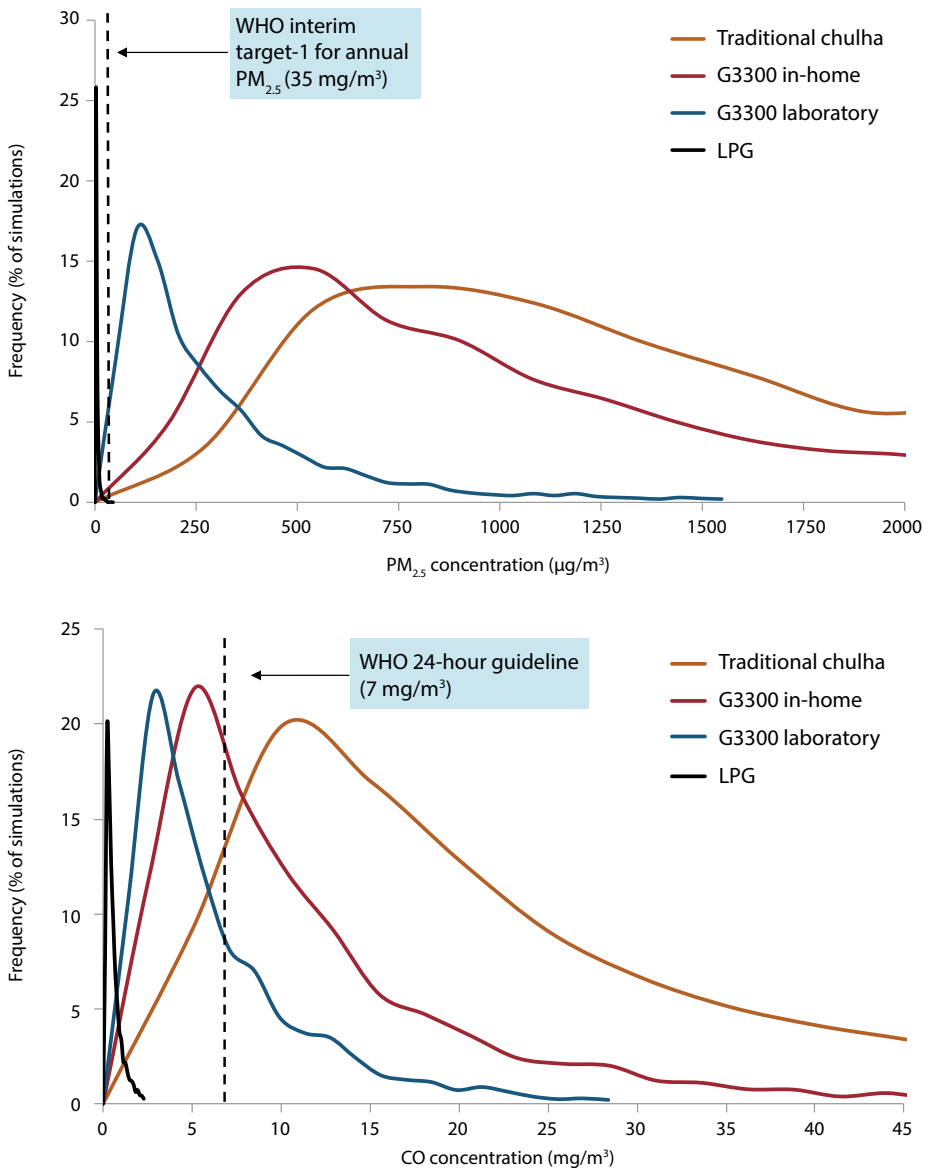 30
25
20
15
10
5
0
Frequency (% of simulations)
WHO interim
target-1 for annual
PM2.5 (35 mg/m³)
Traditional chulha
G3300 in-home
G3300 laboratory
LPG
0 250 500 750 1000 1250 1500 1750 2000
PM2.5 concentration (µg/m³)
25
20
15
10
5
0
Frequency (% of simulations)
WHO 24-hour guideline
(7 mg/m³)
Traditional chulha
G3300 in-home
G3300 laboratory
LPG
0 5 10 15 20 25 30 35 40 45
CO concentration (mg/m³)